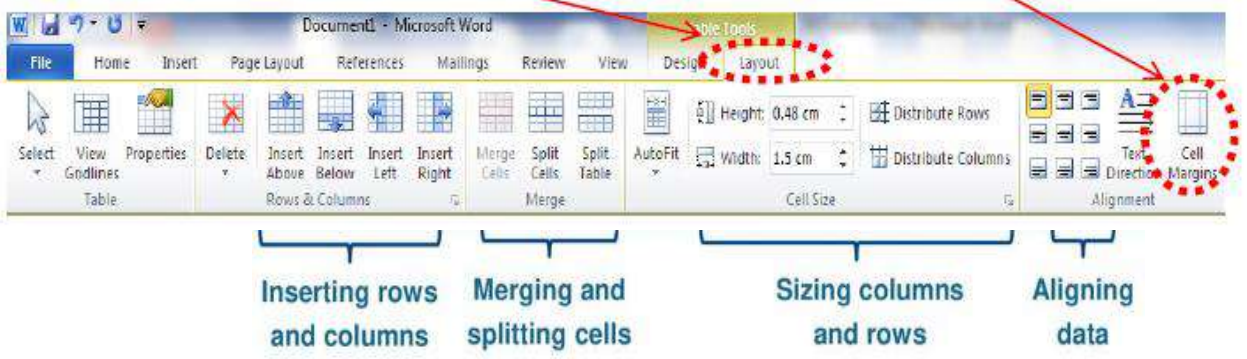 Document1 - Microsoft Word
Table Tools
File Home Insert Page Layout References Mailings Review View Design Layout
Select View Gridlines Properties Delete Insert Above Insert Below Insert Left Insert Right Merge Cells Split Cells Split Table AutoFit Height: 0.48 cm Distribute Rows
Width: 1.5 cm Distribute Columns Text Direction Cell Margins
Table Rows & Columns Merge Cell Size Alignment
Inserting rows Merging and Sizing columns Aligning
and columns splitting cells and rows data